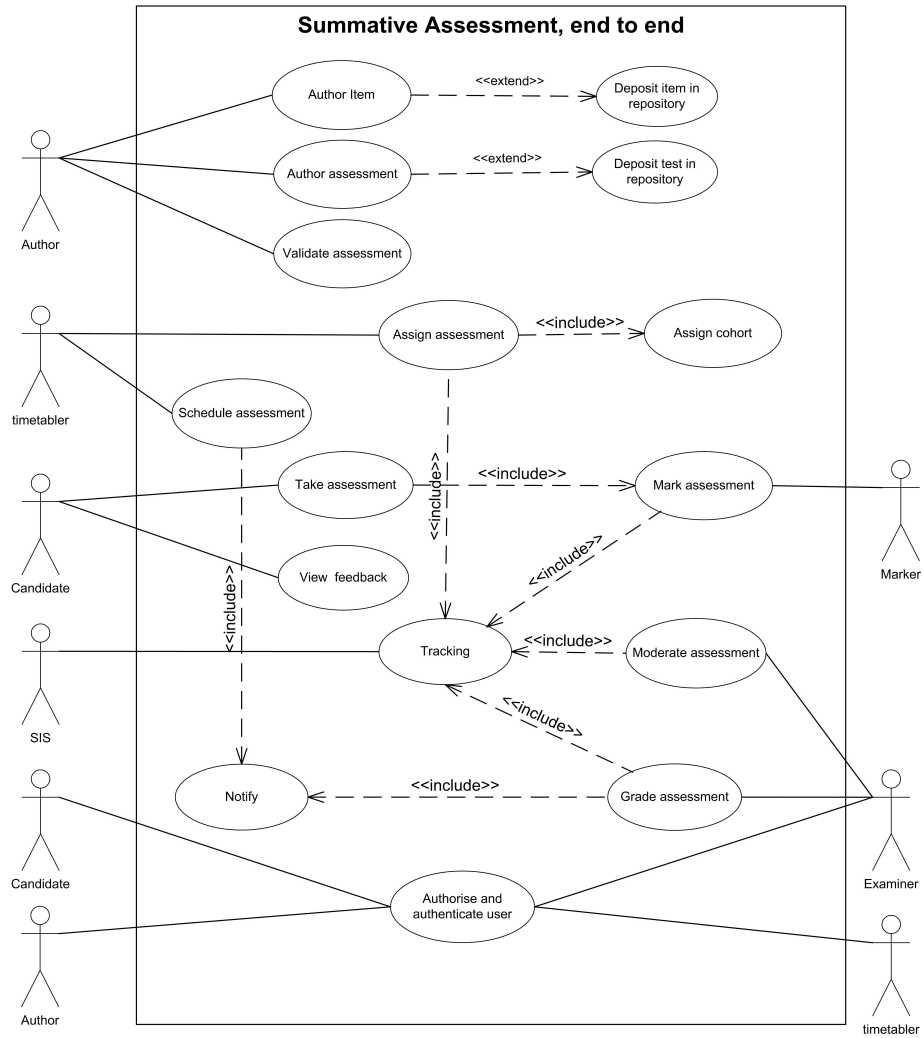 Summative Assessment, end to end
Author Item
<<extend>>
Deposit item in
repository
Author assessment
<<extend>>
Deposit test in
repository
Author
Validate assessment
Assign assessment
<<include>>
Assign cohort
timetabler
Schedule assessment
<<include>>
Take assessment
<<include>>
Mark assessment
Candidate
View  feedback
<<include>>
<<include>>
Marker
Tracking
<<include>>
Moderate assessment
SIS
<<include>>
Notify
<<include>>
Grade assessment
Candidate
Examiner
Authorise and
authenticate user
Author
timetabler